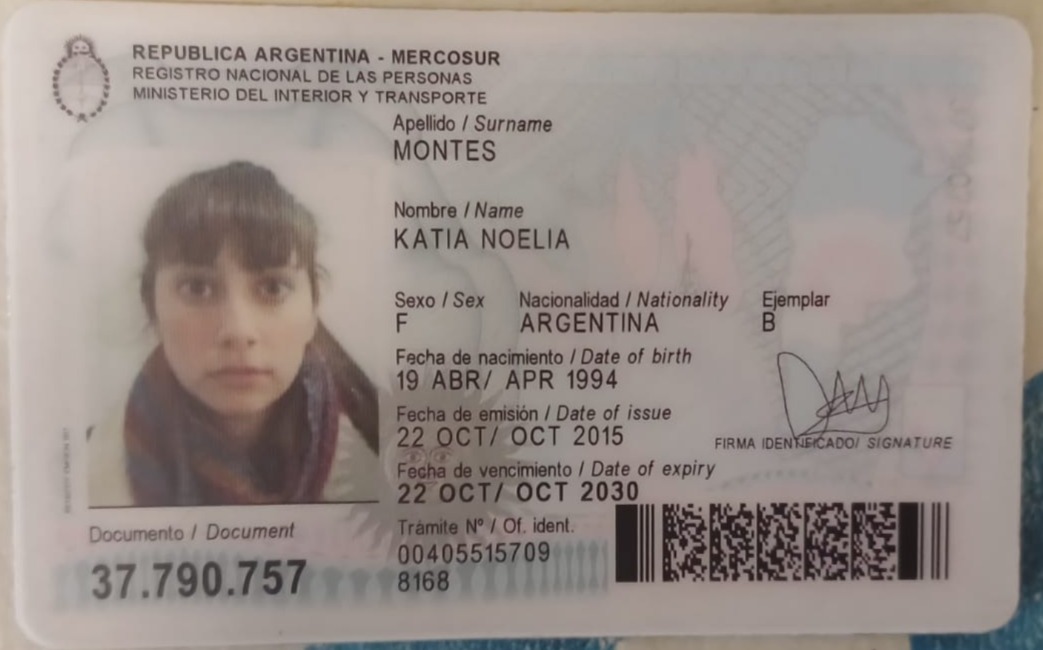 REPUBLICA ARGENTINA - MERCOSUR
REGISTRO NACIONAL DE LAS PERSONAS
MINISTERIO DEL INTERIOR Y TRANSPORTE
Apellido / Surname
MONTES
Nombre / Name
KATIA NOELIA
Sexo / Sex Nacionalidad / Nationality Ejemplar
F ARGENTINA B
Fecha de nacimiento / Date of birth
19 ABR/ APR 1994
Fecha de emisión / Date of issue
22 OCT/ OCT 2015
FIRMA IDENTIFICADO/ SIGNATURE
Fecha de vencimiento / Date of expiry
22 OCT/ OCT 2030
Documento / Document
37.790.757
Trámite Nº / Of. ident.
00405515709
8168